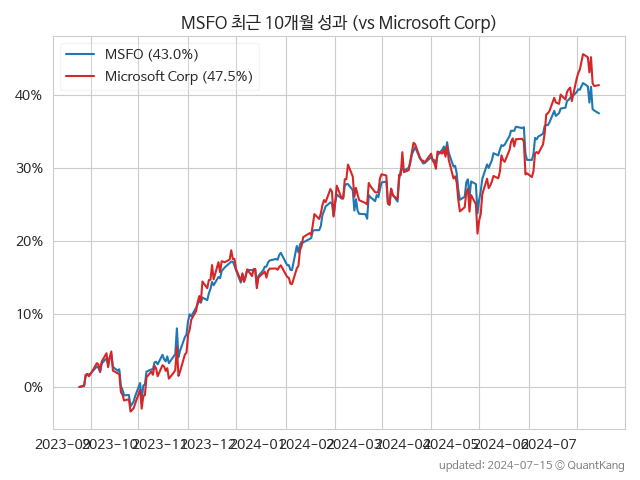 MSFO 최근 10개월 성과 (vs Microsoft Corp)
MSFO (43.0%)
Microsoft Corp (47.5%)
40%
30%
20%
10%
0%
2023-09 2023-10 2023-11 2023-12 2024-01 2024-02 2024-03 2024-04 2024-05 2024-06 2024-07
updated: 2024-07-15 © QuantKang